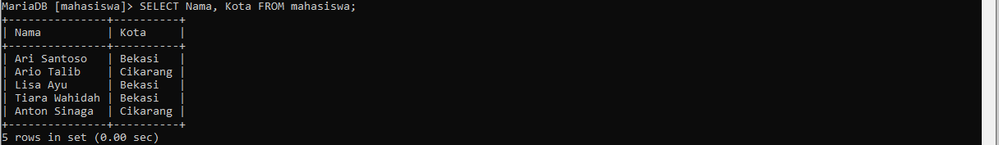 MariaDB [mahasiswa]> SELECT Nama, Kota FROM mahasiswa;
+---------------+----------+
| Nama          | Kota     |
+---------------+----------+
| Ari Santoso   | Bekasi   |
| Ario Talib    | Cikarang |
| Lisa Ayu      | Bekasi   |
| Tiara Wahidah | Bekasi   |
| Anton Sinaga  | Cikarang |
+---------------+----------+
5 rows in set (0.00 sec)